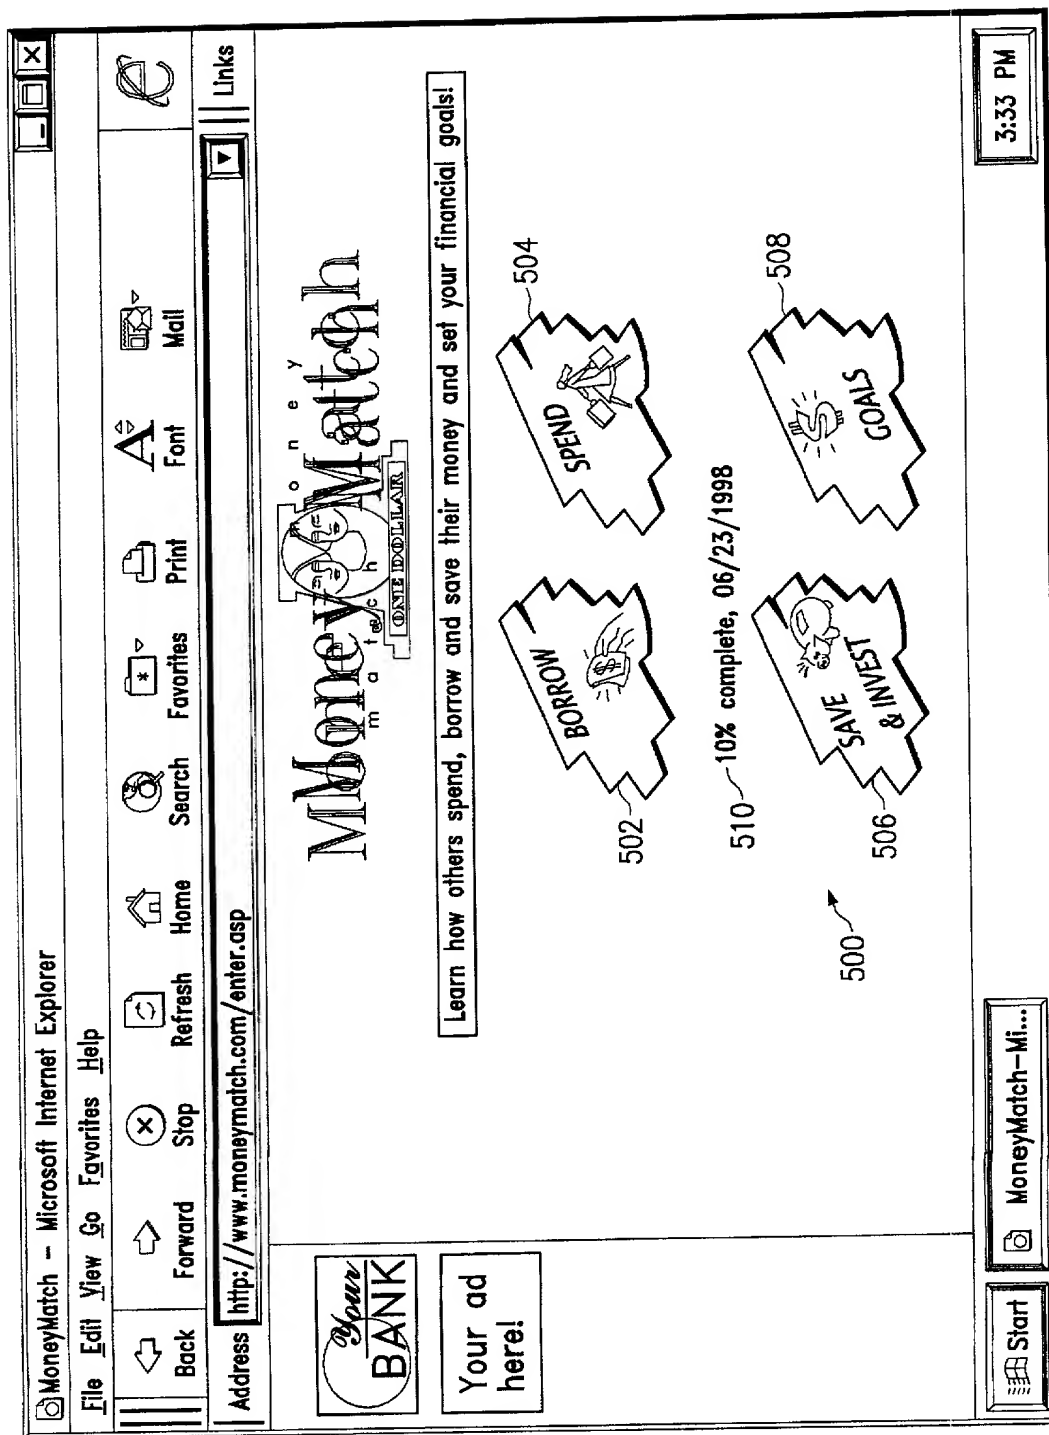 MoneyMatch – Microsoft Internet Explorer
File Edit View Go Favorites Help
Back Forward Stop Refresh Home Search Favorites Print Font Mail
Address http://www.moneymatch.com/enter.asp Links
Your
BANK
Your ad
here!
MoneyMatch
money
m@tch
ONE DOLLAR
Learn how others spend, borrow and save their money and set your financial goals!
BORROW
502
SPEND
504
510 10% complete, 06/23/1998
SAVE
& INVEST
506
GOALS
508
500
Start MoneyMatch–Mi... 3:33 PM